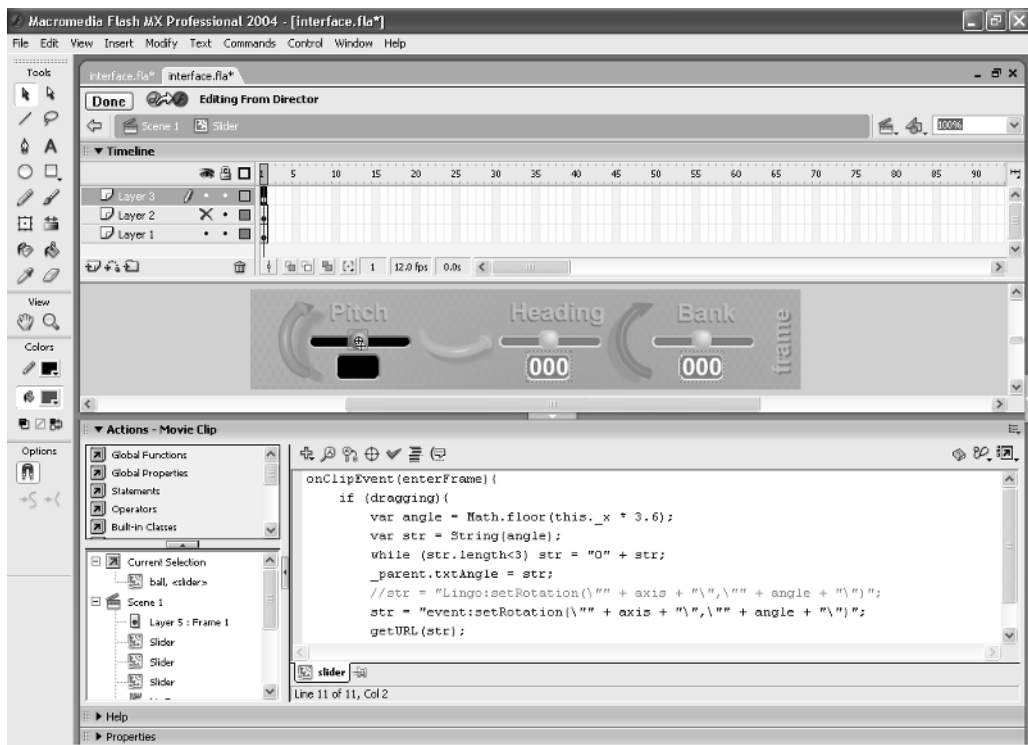 Macromedia Flash MX Professional 2004 - [interface.fla*]
File Edit View Insert Modify Text Commands Control Window Help
Tools
interface.fla* interface.fla*
Done Editing From Director
Scene 1 Slider 100%
Timeline
1 5 10 15 20 25 30 35 40 45 50 55 60 65 70 75 80 85 90
Layer 3
Layer 2
Layer 1
1 12.0 fps 0.0s
View
Colors
Options
Pitch Heading Bank frame
000 000
Actions - Movie Clip
Global Functions
Global Properties
Statements
Operators
Built-in Classes
Current Selection
ball, <slider>
Scene 1
Layer 5 : Frame 1
Slider
Slider
Slider
onClipEvent(enterFrame){
if (dragging){
var angle = Math.floor(this._x * 3.6);
var str = String(angle);
while (str.length<3) str = "0" + str;
_parent.txtAngle = str;
//str = "Lingo:setRotation(\"" + axis + "\",\"" + angle + "\")";
str = "event:setRotation(\"" + axis + "\",\"" + angle + "\")";
getURL(str);
slider
Line 11 of 11, Col 2
Help
Properties